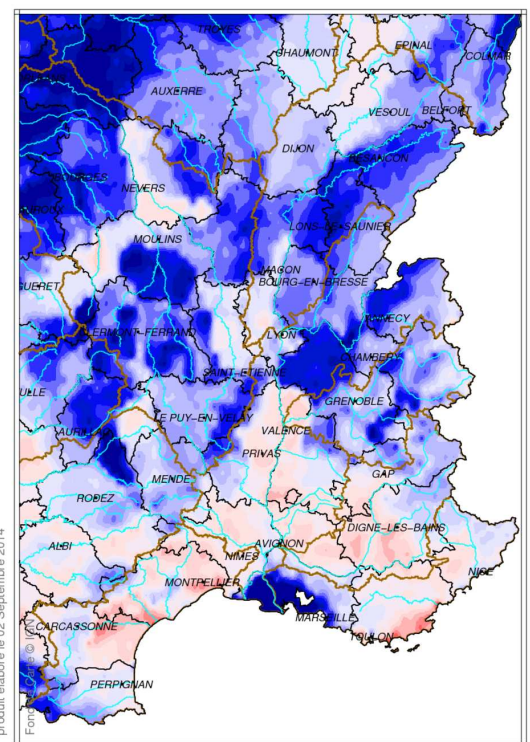 TROYES
CHAUMONT
EPINAL
COLMAR
AUXERRE
VESOUL
BELFORT
DIJON
BESANCON
NEVERS
LONS-LE-SAUNIER
MOULINS
MACON
BOURG-EN-BRESSE
GUERET
ANNECY
CLERMONT-FERRAND
LYON
CHAMBERY
SAINT-ETIENNE
GRENOBLE
LE PUY-EN-VELAY
VALENCE
AURILLAC
PRIVAS
GAP
MENDE
RODEZ
DIGNE-LES-BAINS
ALBI
AVIGNON
NIMES
NICE
MONTPELLIER
MARSEILLE
CARCASSONNE
TOULON
PERPIGNAN
produit élaboré le 02 Septembre 2014
Fond de carte © IGN